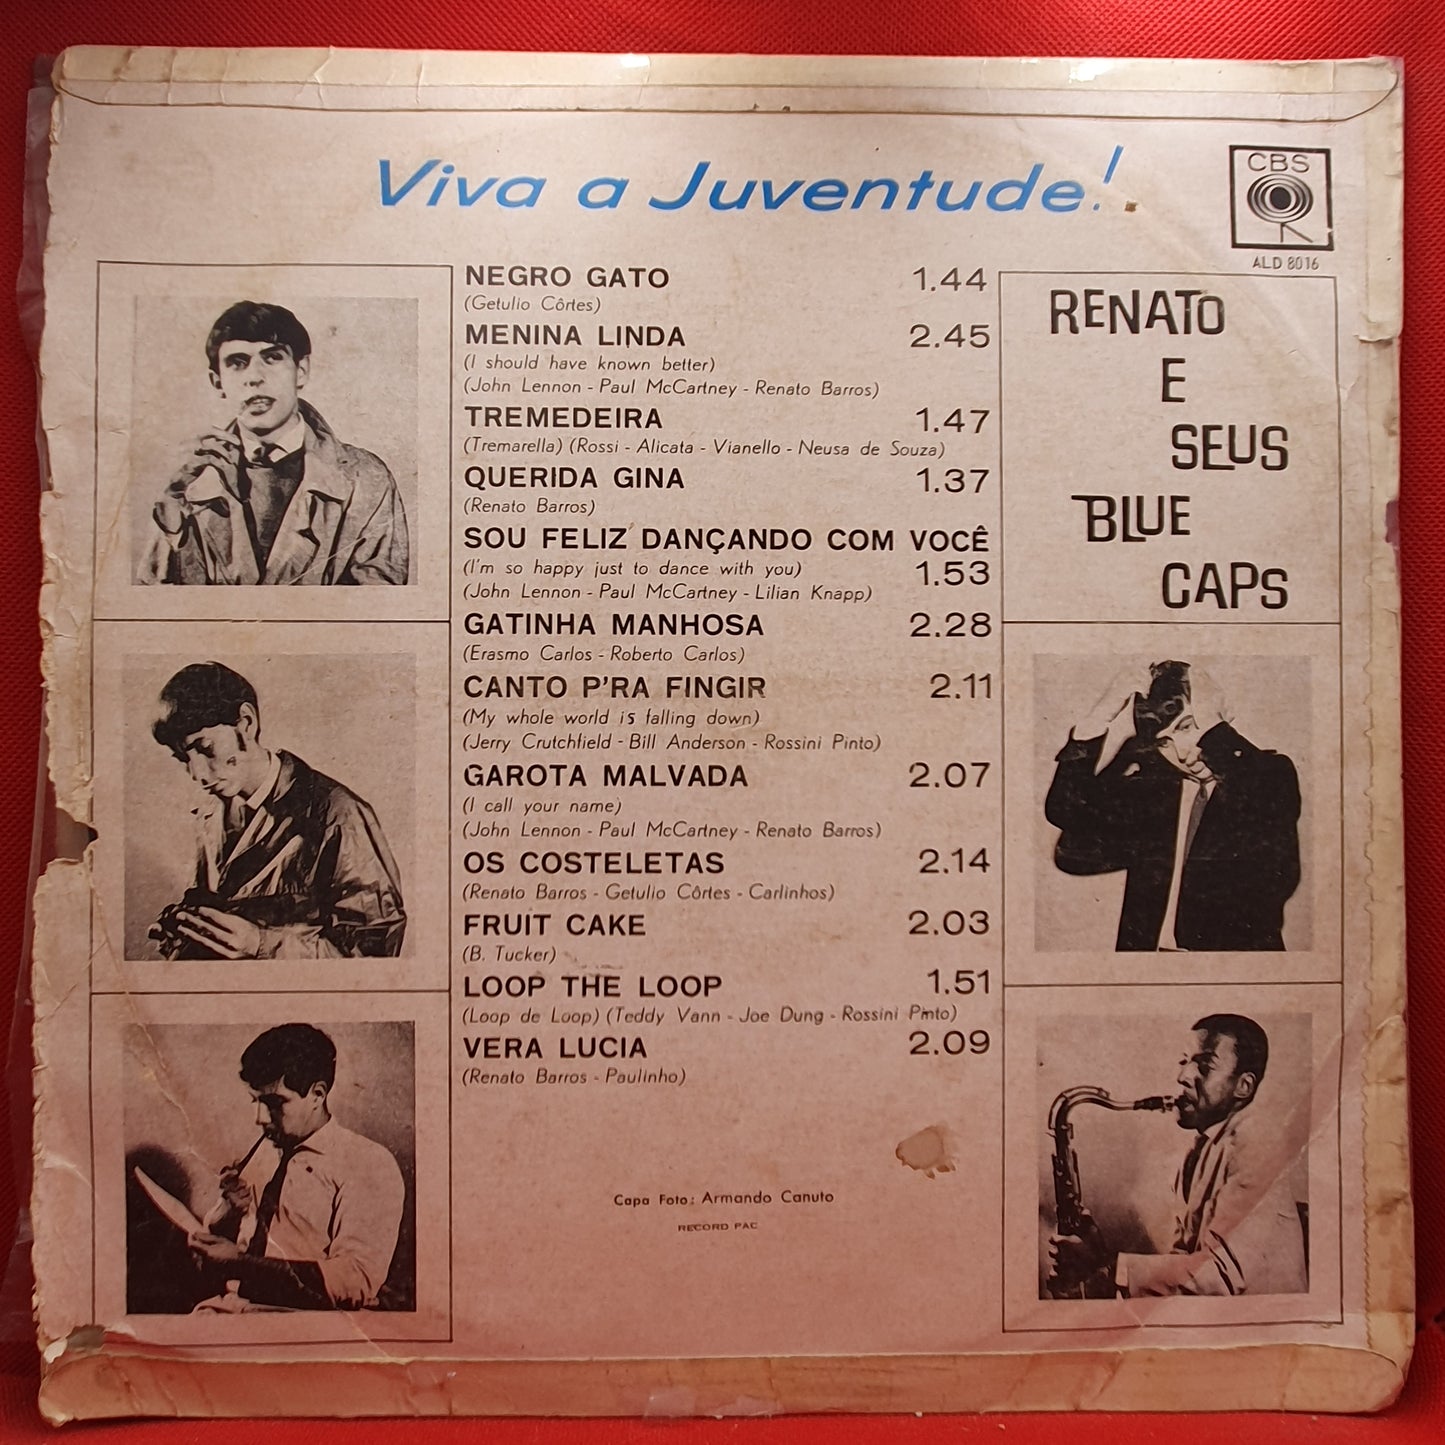 Viva a Juventude!
CBS
ALD 8016
NEGRO GATO 1.44
(Getulio Côrtes)
MENINA LINDA 2.45
(I should have known better)
(John Lennon - Paul McCartney - Renato Barros)
TREMEDEIRA 1.47
(Tremarella) (Rossi - Alicata - Vianello - Neusa de Souza)
QUERIDA GINA 1.37
(Renato Barros)
SOU FELIZ DANÇANDO COM VOCÊ
(I'm so happy just to dance with you) 1.53
(John Lennon - Paul McCartney - Lilian Knapp)
GATINHA MANHOSA 2.28
(Erasmo Carlos - Roberto Carlos)
CANTO P'RA FINGIR 2.11
(My whole world is falling down)
(Jerry Crutchfield - Bill Anderson - Rossini Pinto)
GAROTA MALVADA 2.07
(I call your name)
(John Lennon - Paul McCartney - Renato Barros)
OS COSTELETAS 2.14
(Renato Barros - Getulio Côrtes - Carlinhos)
FRUIT CAKE 2.03
(B. Tucker)
LOOP THE LOOP 1.51
(Loop de Loop) (Teddy Vann - Joe Dung - Rossini Pinto)
VERA LUCIA 2.09
(Renato Barros - Paulinho)
Capa Foto: Armando Canuto
RECORD PAC
RENATO
E
SEUS
BLUE
CAPS